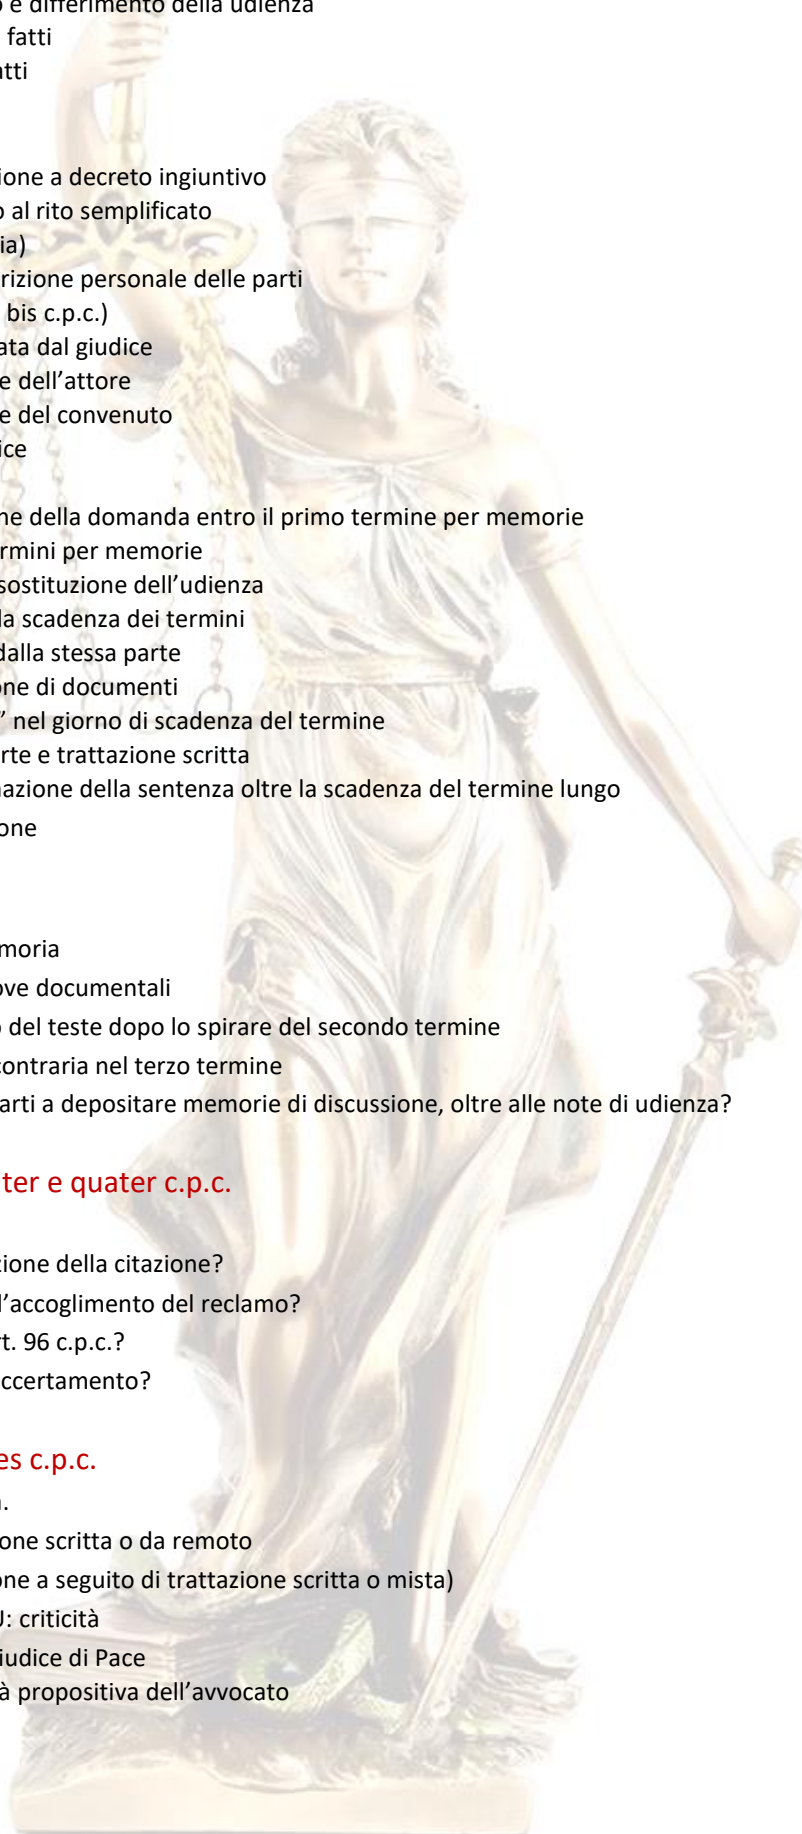 o e differimento della udienza
fatti
atti
ione a decreto ingiuntivo
o al rito semplificato
ia)
rizione personale delle parti
bis c.p.c.)
ata dal giudice
e dell’attore
e del convenuto
ice
ne della domanda entro il primo termine per memorie
ermini per memorie
sostituzione dell’udienza
la scadenza dei termini
dalla stessa parte
one di documenti
” nel giorno di scadenza del termine
arte e trattazione scritta
nazione della sentenza oltre la scadenza del termine lungo
one
moria
ove documentali
o del teste dopo lo spirare del secondo termine
contraria nel terzo termine
arti a depositare memorie di discussione, oltre alle note di udienza?
ter e quater c.p.c.
zione della citazione?
l’accoglimento del reclamo?
rt. 96 c.p.c.?
accertamento?
es c.p.c.
a.
one scritta o da remoto
one a seguito di trattazione scritta o mista)
U: criticità
iudice di Pace
à propositiva dell’avvocato